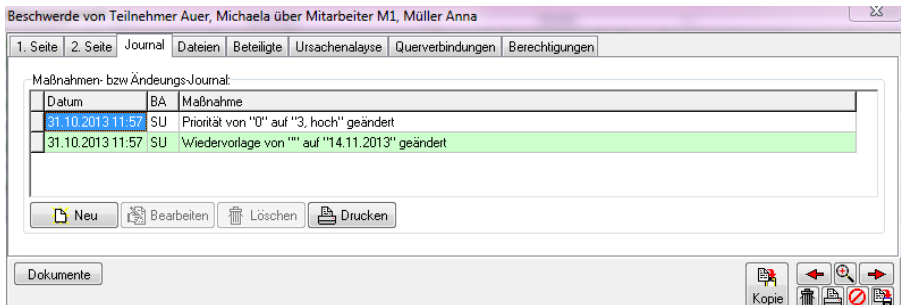 Beschwerde von Teilnehmer Auer, Michaela über Mitarbeiter M1, Müller Anna
1. Seite 2. Seite Journal Dateien Beteiligte Ursachenalayse Querverbindungen Berechtigungen
Maßnahmen- bzw Ändeungs-Journal:
Datum BA Maßnahme
31.10.2013 11:57 SU Priorität von "0" auf "3, hoch" geändert
31.10.2013 11:57 SU Wiedervorlage von "" auf "14.11.2013" geändert
Neu Bearbeiten Löschen Drucken
Dokumente
Kopie